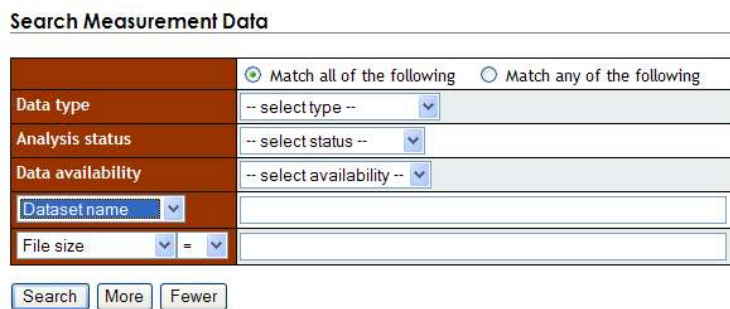 Search Measurement Data
Match all of the following Match any of the following
Data type -- select type --
Analysis status -- select status --
Data availability -- select availability --
Dataset name
File size =
Search More Fewer